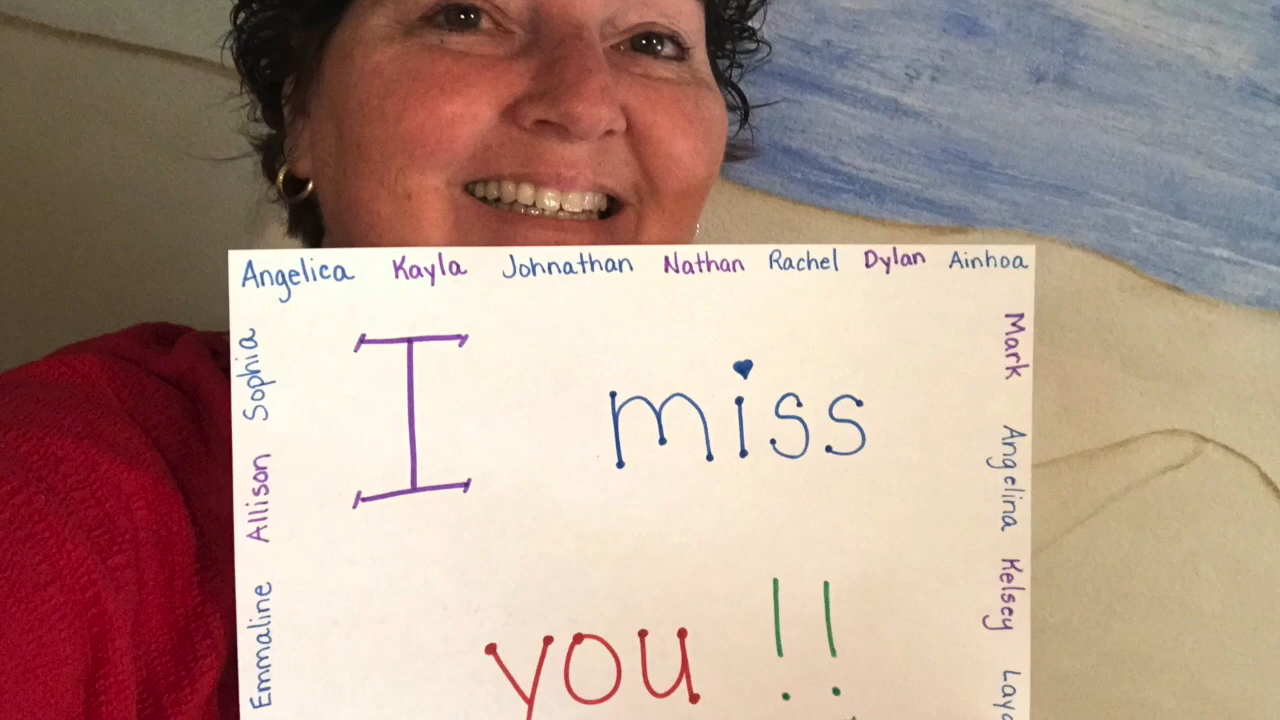 Angelica Kayla Johnathan Nathan Rachel Dylan Ainhoa
Emmaline Allison Sophia
I miss
you !!
Mark Angelina Kelsey